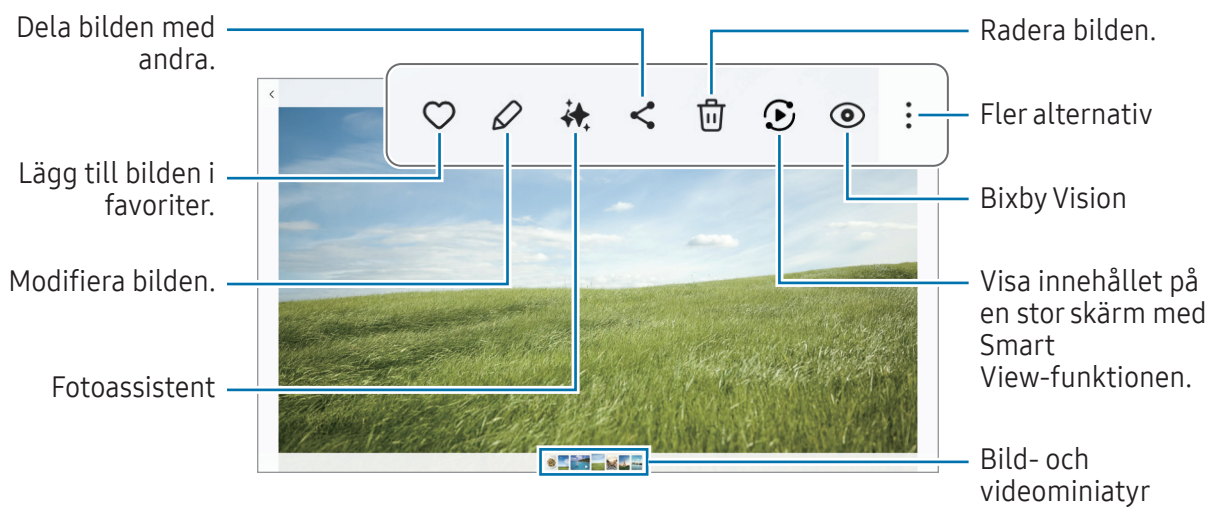 Dela bilden med
andra.
Lägg till bilden i
favoriter.
Modifiera bilden.
Fotoassistent
Radera bilden.
Fler alternativ
Bixby Vision
Visa innehållet på
en stor skärm med
Smart
View-funktionen.
Bild- och
videominiatyr